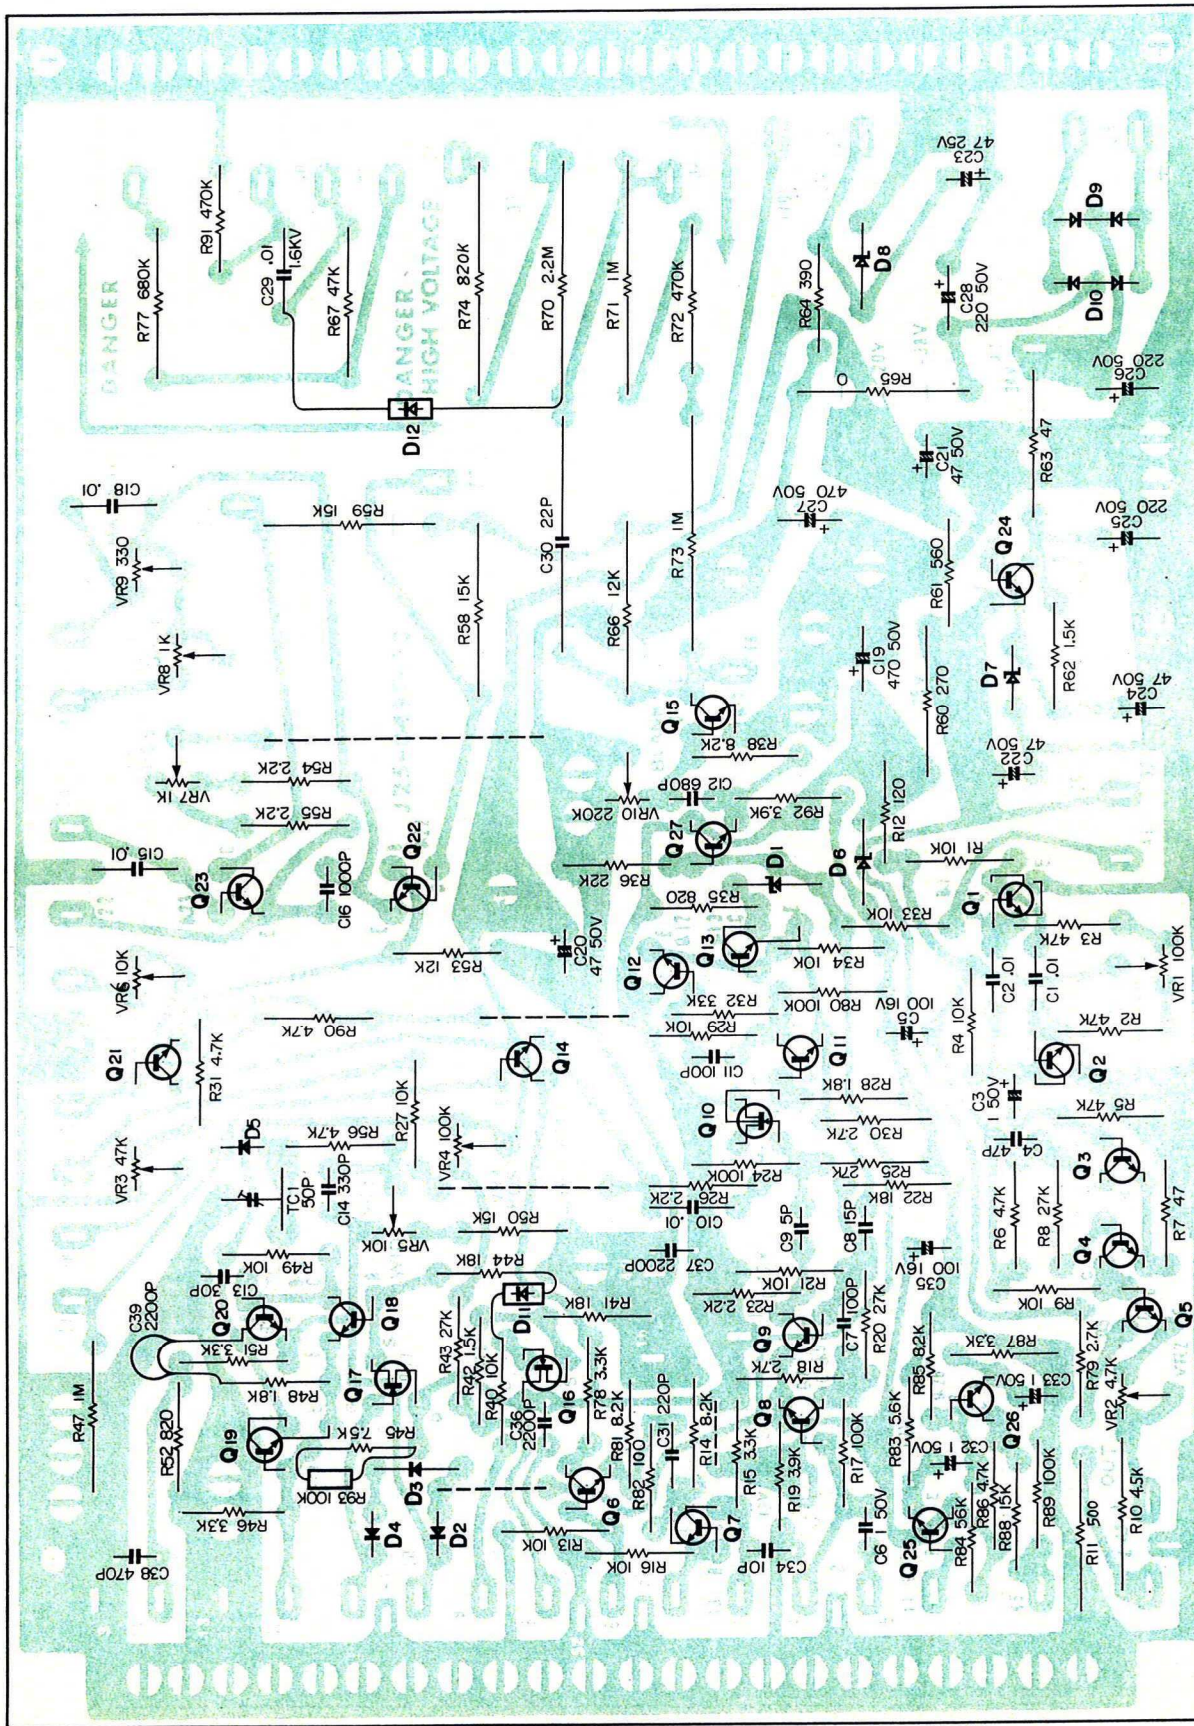 DANGER
DANGER
HIGH VOLTAGE
R77 680K
R91 470K
C29 .01
1.6KV
R67 47K
R74 820K
R70 2.2M
R71 1M
R72 470K
R64 390
D8
47 25V
C23
D9
D10
C28
220 50V
220 50V
C26
R65
0
D12
C18 .01
VR9 330
VR8 1K
R59 15K
R58 15K
C30 22P
R66 12K
R73 1M
470 50V
C27
C21
47 50V
R63 47
220 50V
C25
Q24
R61 560
C19
470 50V
R60 270
D7
R62 1.5K
47 50V
C24
47 50V
C22
Q15
R38 8.2K
VR7 1K
R54 2.2K
R55 2.2K
VR10 220K
C12 680P
R92 3.9K
R12 120
C15 .01
Q23
C16 1000P
Q22
R36 22K
Q27
D1
D6
R1 10K
R35 820
R33 10K
Q1
R3 47K
R53 12K
C20
47 50V
Q12
Q13
R34 10K
VR6 10K
R90 4.7K
R32 33K
R29
10K
R80 100K
100 16V
C5
C2 .01
C1 .01
VR1 100K
R4 10K
R2 47K
Q21
R31 4.7K
Q14
C11 100P
Q11
Q2
R27 10K
R28 1.8K
C3
1 50V
VR3 47K
D5
R56 4.7K
VR4 100K
Q10
R30 2.7K
C4 47P
R5 47K
Q3
TC1
50P
C14 330P
R24 100K
R26 2.2K
R25
27K
R22 18K
R6 4.7K
R8 27K
R7 47
VR5 10K
R50 15K
C10 .01
C9 5P
C8 15P
Q4
R49 10K
C13 30P
R44
18K
C37 2200P
R21 10K
C35
100 16V
R9 10K
C39
2200P
Q20
Q18
D11
R41
18K
R23 2.2K
C7 100P
R20 27K
Q5
R51 3.3K
R43 27K
R42 1.5K
Q9
R18
2.7K
R85 8.2K
R87 33K
R79 2.7K
R47 1M
R48 1.8K
Q17
R40 10K
Q16
R78 3.3K
VR2 4.7K
R52 820
Q19
R45
7.5K
C36
2200P
R81 8.2K
C31 220P
R14 8.2K
Q8
R83 5.6K
Q26
C33 1 50V
R46 3.3K
R93 100K
D3
R82 100
R15 3.3K
R19 3.9K
R17 100K
C32 1 50V
D4
D2
Q6
Q7
C6 1 50V
Q25
R84 56K
R86 4.7K
R88 15K
R89 100K
R11 500
R10 4.5K
C38 470P
R13 10K
R16 10K
C34 10P